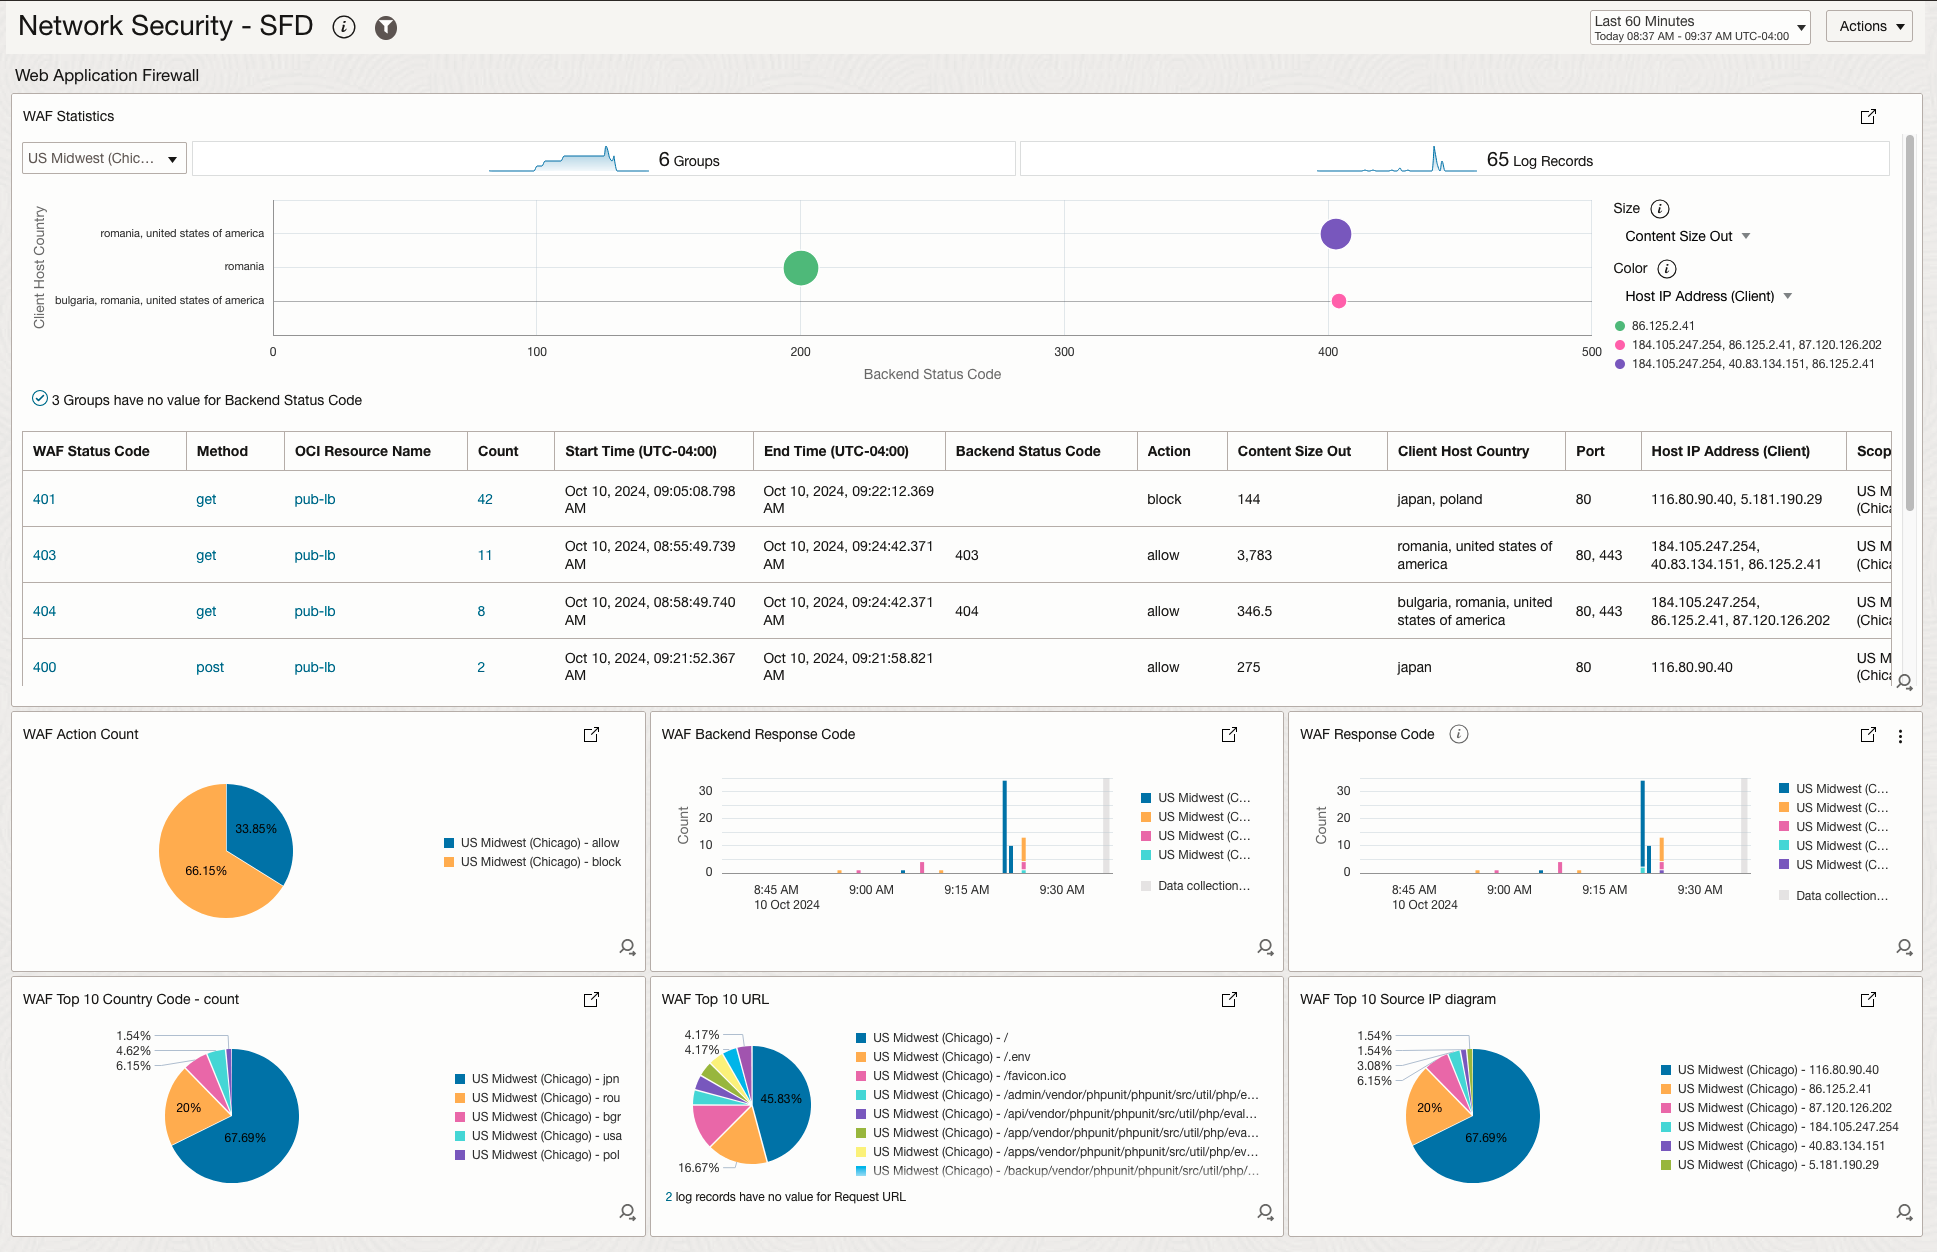 Network Security - SFD
Last 60 Minutes
Today 08:37 AM - 09:37 AM UTC-04:00
Actions
Web Application Firewall
WAF Statistics
US Midwest (Chic...
6 Groups
65 Log Records
Client Host Country
romania, united states of america
romania
bulgaria, romania, united states of america
0 100 200 300 400 500
Backend Status Code
Size
Content Size Out
Color
Host IP Address (Client)
86.125.2.41
184.105.247.254, 86.125.2.41, 87.120.126.202
184.105.247.254, 40.83.134.151, 86.125.2.41
3 Groups have no value for Backend Status Code
WAF Status Code Method OCI Resource Name Count Start Time (UTC-04:00) End Time (UTC-04:00) Backend Status Code Action Content Size Out Client Host Country Port Host IP Address (Client) Scop
401 get pub-lb 42 Oct 10, 2024, 09:05:08.798 AM Oct 10, 2024, 09:22:12.369 AM block 144 japan, poland 80 116.80.90.40, 5.181.190.29 US M (Chica
403 get pub-lb 11 Oct 10, 2024, 08:55:49.739 AM Oct 10, 2024, 09:24:42.371 AM 403 allow 3,783 romania, united states of america 80, 443 184.105.247.254, 40.83.134.151, 86.125.2.41 US M (Chica
404 get pub-lb 8 Oct 10, 2024, 08:58:49.740 AM Oct 10, 2024, 09:24:42.371 AM 404 allow 346.5 bulgaria, romania, united states of america 80, 443 184.105.247.254, 86.125.2.41, 87.120.126.202 US M (Chica
400 post pub-lb 2 Oct 10, 2024, 09:21:52.367 AM Oct 10, 2024, 09:21:58.821 AM allow 275 japan 80 116.80.90.40 US M (Chica
WAF Action Count
33.85%
66.15%
US Midwest (Chicago) - allow
US Midwest (Chicago) - block
WAF Backend Response Code
Count
30
20
10
0
8:45 AM 9:00 AM 9:15 AM 9:30 AM
10 Oct 2024
US Midwest (C...
US Midwest (C...
US Midwest (C...
US Midwest (C...
Data collection...
WAF Response Code
Count
30
20
10
0
8:45 AM 9:00 AM 9:15 AM 9:30 AM
10 Oct 2024
US Midwest (C...
US Midwest (C...
US Midwest (C...
US Midwest (C...
US Midwest (C...
Data collection...
WAF Top 10 Country Code - count
1.54%
4.62%
6.15%
20%
67.69%
US Midwest (Chicago) - jpn
US Midwest (Chicago) - rou
US Midwest (Chicago) - bgr
US Midwest (Chicago) - usa
US Midwest (Chicago) - pol
WAF Top 10 URL
4.17%
4.17%
45.83%
16.67%
US Midwest (Chicago) - /
US Midwest (Chicago) - /.env
US Midwest (Chicago) - /favicon.ico
US Midwest (Chicago) - /admin/vendor/phpunit/phpunit/src/util/php/e...
US Midwest (Chicago) - /api/vendor/phpunit/phpunit/src/util/php/eval...
US Midwest (Chicago) - /app/vendor/phpunit/phpunit/src/util/php/eva...
US Midwest (Chicago) - /apps/vendor/phpunit/phpunit/src/util/php/ev...
US Midwest (Chicago) - /backup/vendor/phpunit/phpunit/src/util/php/...
2 log records have no value for Request URL
WAF Top 10 Source IP diagram
1.54%
1.54%
3.08%
6.15%
20%
67.69%
US Midwest (Chicago) - 116.80.90.40
US Midwest (Chicago) - 86.125.2.41
US Midwest (Chicago) - 87.120.126.202
US Midwest (Chicago) - 184.105.247.254
US Midwest (Chicago) - 40.83.134.151
US Midwest (Chicago) - 5.181.190.29